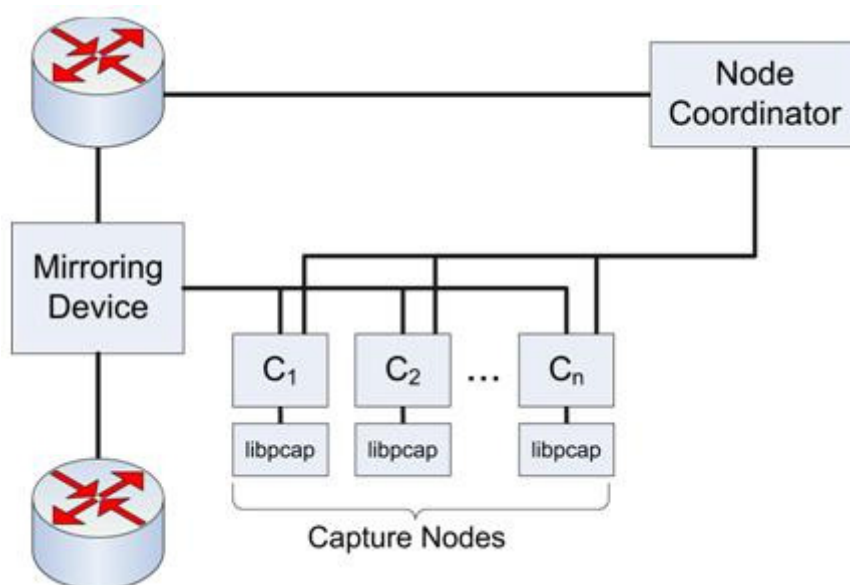 Node
Coordinator
Mirroring
Device
C₁
C₂
...
Cₙ
libpcap
libpcap
libpcap
Capture Nodes